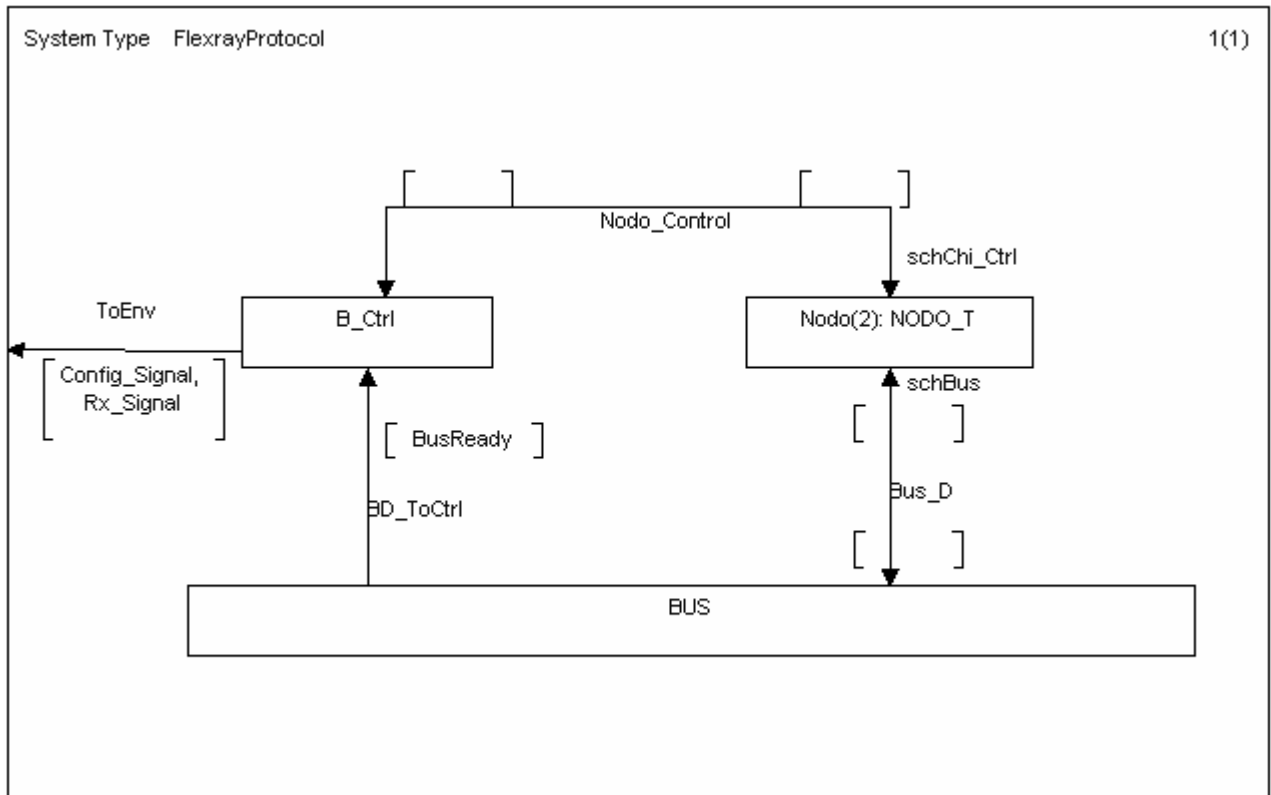 System Type FlexrayProtocol
1(1)
Nodo_Control
schChi_Ctrl
ToEnv
B_Ctrl
Nodo(2): NODO_T
Config_Signal,
Rx_Signal
schBus
BusReady
Bus_D
BD_ToCtrl
BUS